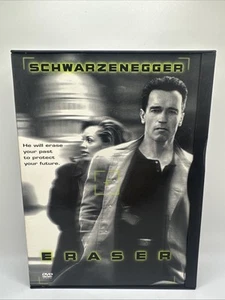 SCHWARZENEGGER
He will erase
your past
to protect
your future.
ERASER
DVD